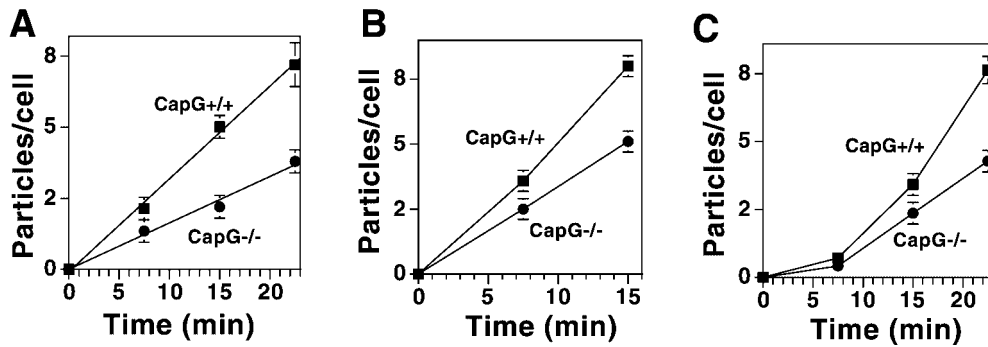 A
Particles/cell
8
5
2
0
CapG+/+
CapG-/-
0 5 10 15 20
Time (min)
B
Particles/cell
8
5
2
0
CapG+/+
CapG-/-
0 5 10 15
Time (min)
C
Particles/cell
8
5
2
0
CapG+/+
CapG-/-
0 5 10 15 20
Time (min)